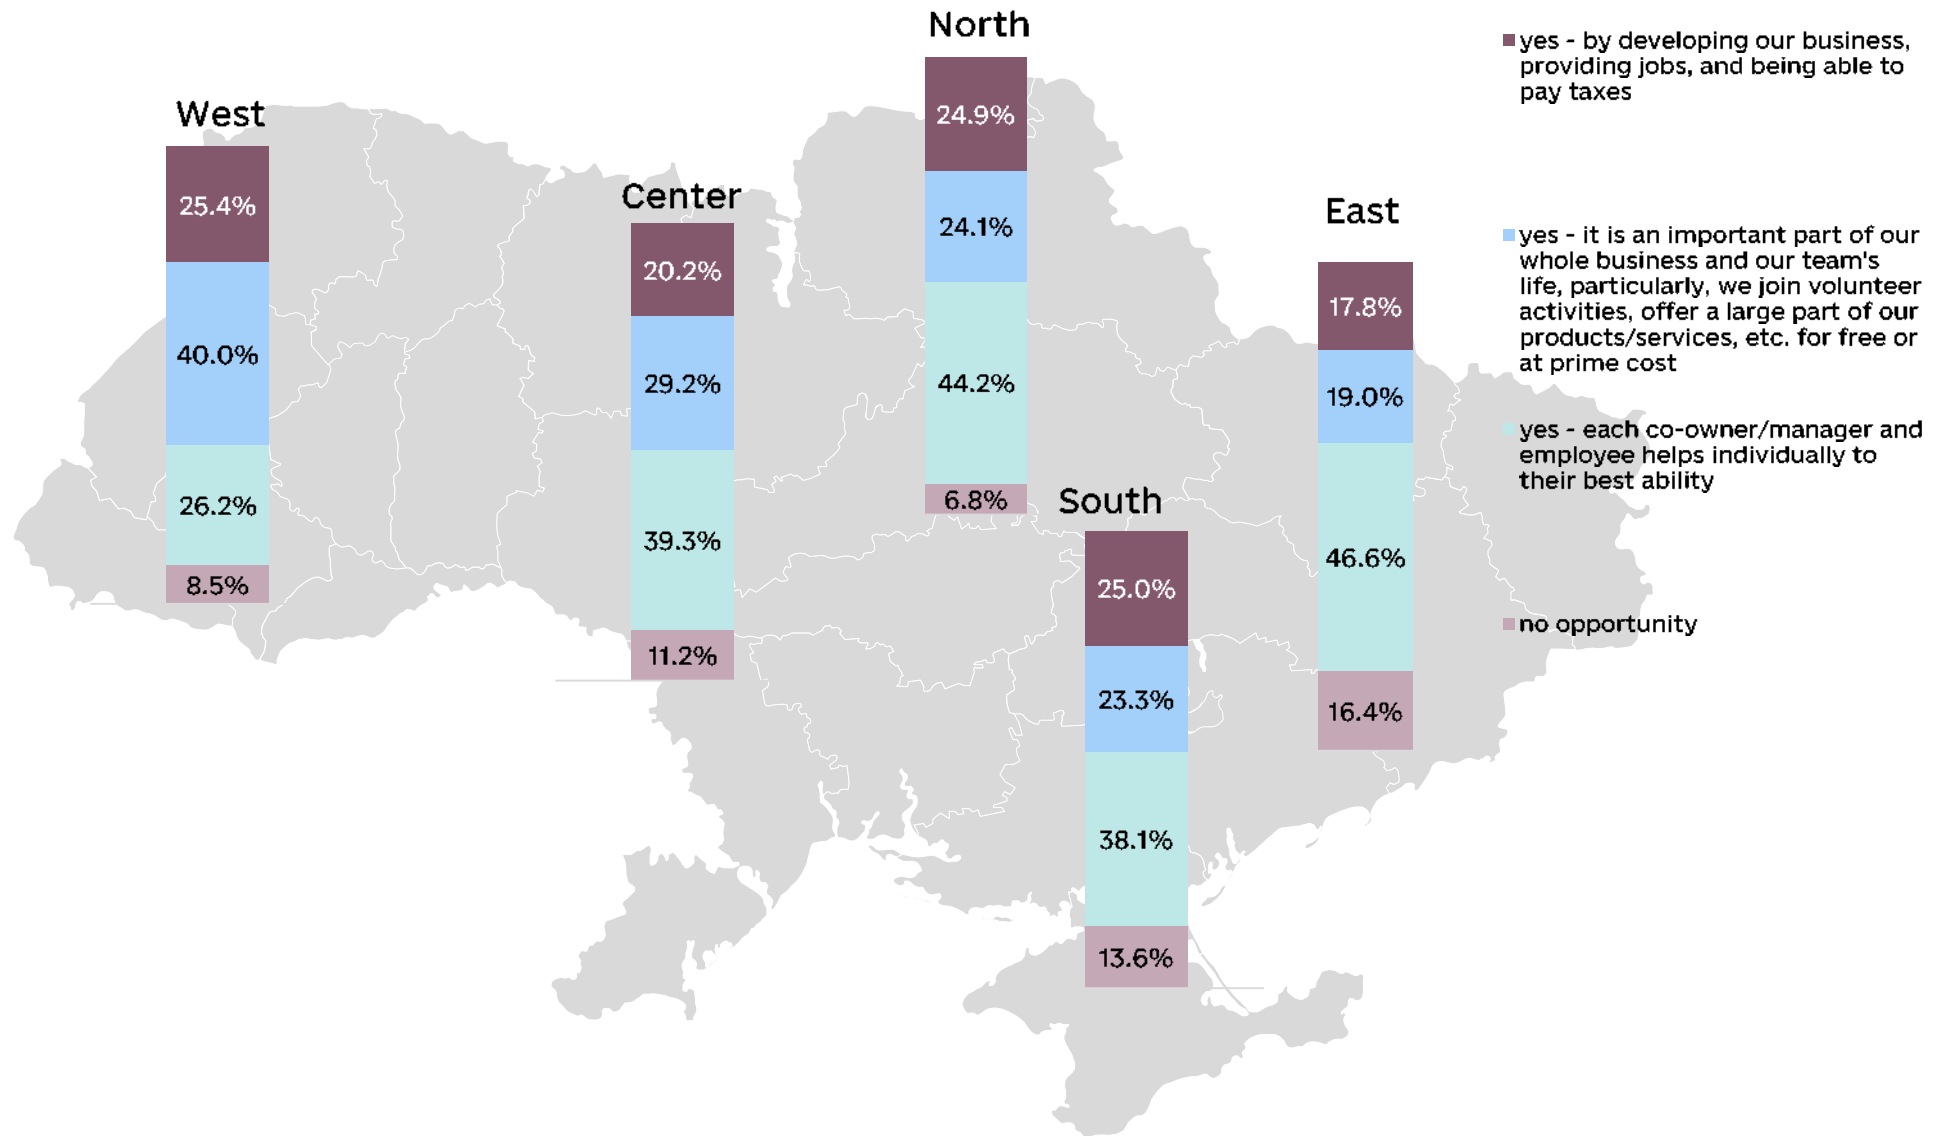 North
24.9%
24.1%
44.2%
6.8%
West
25.4%
40.0%
26.2%
8.5%
Center
20.2%
29.2%
39.3%
11.2%
East
17.8%
19.0%
46.6%
16.4%
South
25.0%
23.3%
38.1%
13.6%
yes - by developing our business,
providing jobs, and being able to
pay taxes
yes - it is an important part of our
whole business and our team's
life, particularly, we join volunteer
activities, offer a large part of our
products/services, etc. for free or
at prime cost
yes - each co-owner/manager and
employee helps individually to
their best ability
no opportunity